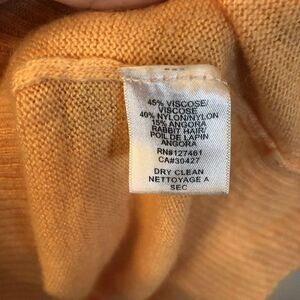 45% VISCOSE/
VISCOSE
40% NYLON/NYLON
15% ANGORA
RABBIT HAIR/
POIL DE LAPIN
ANGORA
RN#127461
CA#30427
DRY CLEAN
NETTOYAGE A
SEC